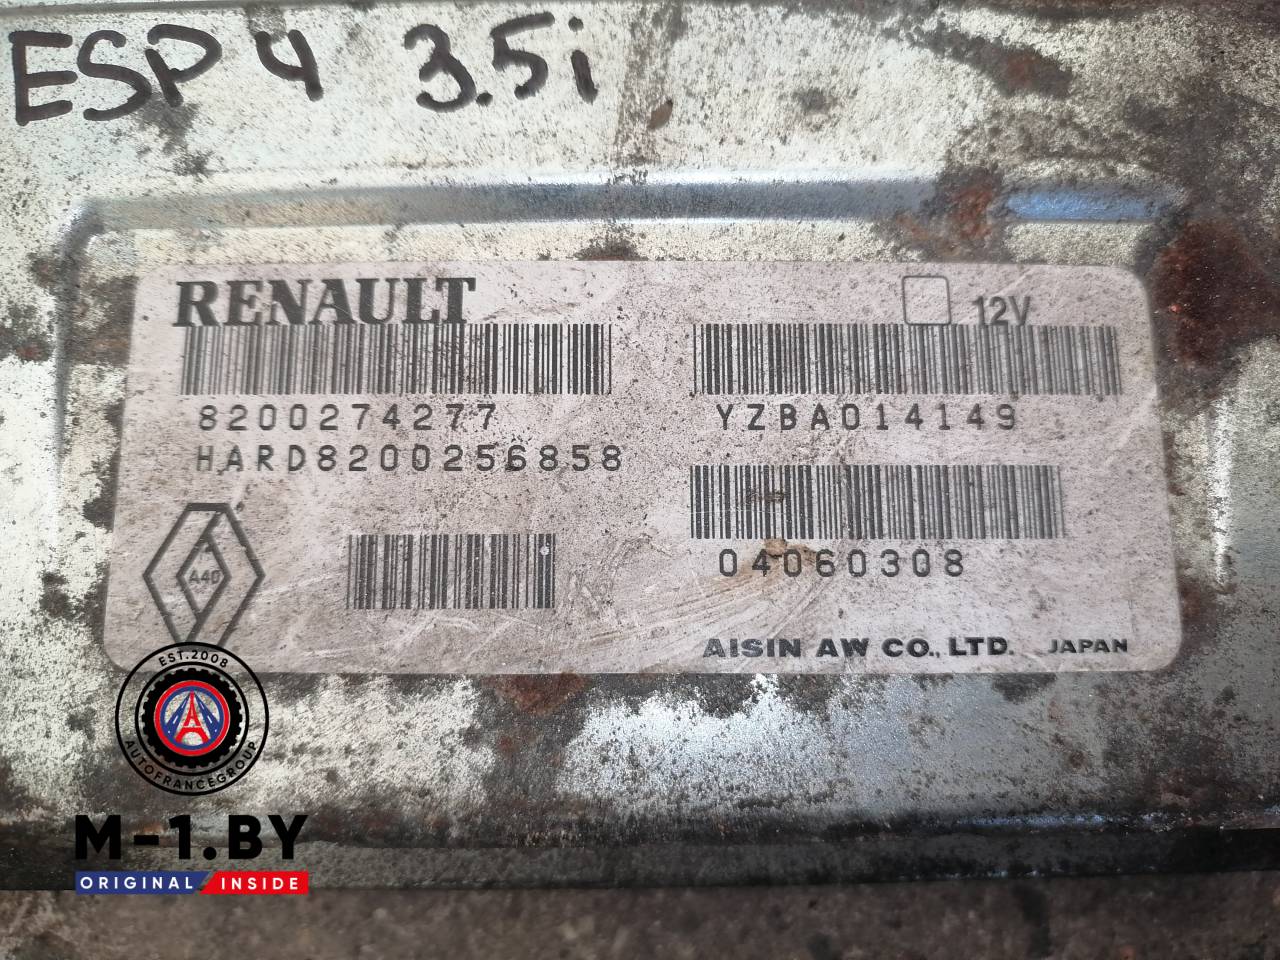 ESP 4 3.5i
RENAULT
12V
8200274277
HARD8200256858
YZBA014149
04060308
A40
AISIN AW CO., LTD. JAPAN
EST.2008
AUTOFRANCEGROUP
M-1.BY
ORIGINAL INSIDE